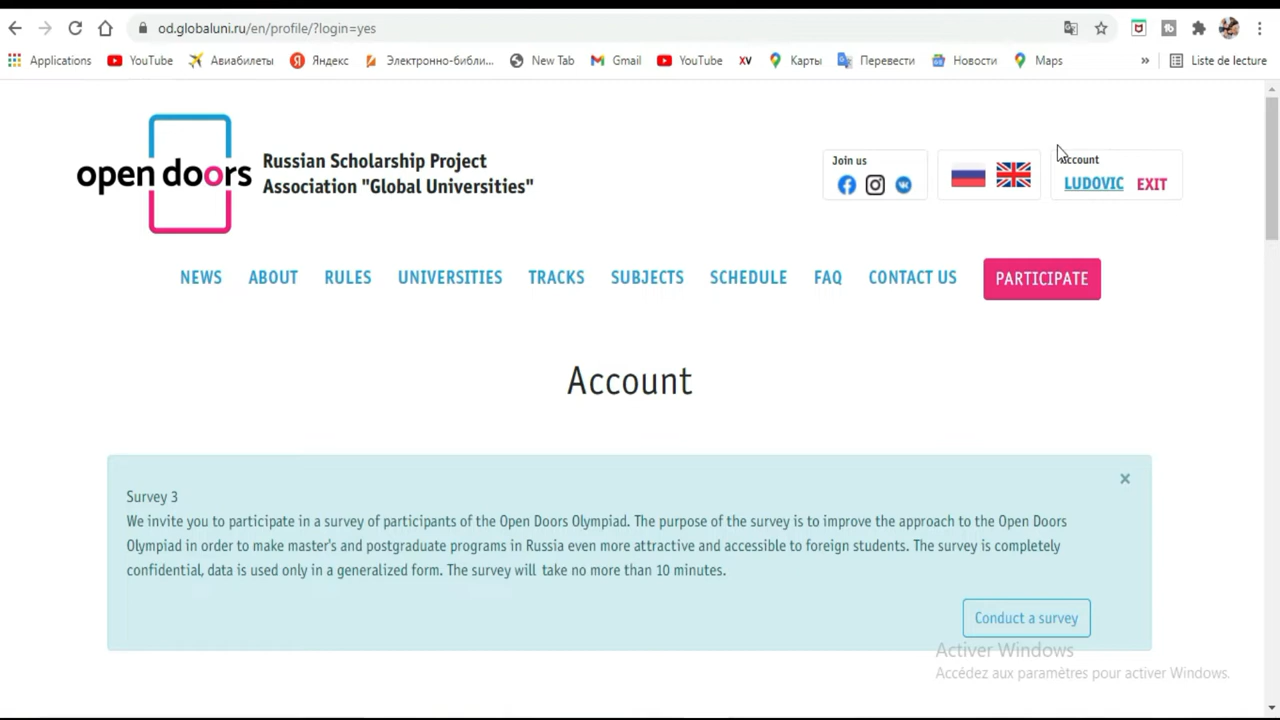 od.globaluni.ru/en/profile/?login=yes
Applications YouTube Авиабилеты Яндекс Электронно-библи... New Tab Gmail YouTube XV Карты Перевести Новости Maps » Liste de lecture
open doors
Russian Scholarship Project
Association "Global Universities"
Join us
Account
LUDOVIC EXIT
NEWS ABOUT RULES UNIVERSITIES TRACKS SUBJECTS SCHEDULE FAQ CONTACT US PARTICIPATE
Account
×
Survey 3
We invite you to participate in a survey of participants of the Open Doors Olympiad. The purpose of the survey is to improve the approach to the Open Doors
Olympiad in order to make master's and postgraduate programs in Russia even more attractive and accessible to foreign students. The survey is completely
confidential, data is used only in a generalized form. The survey will take no more than 10 minutes.
Conduct a survey
Activer Windows
Accédez aux paramètres pour activer Windows.